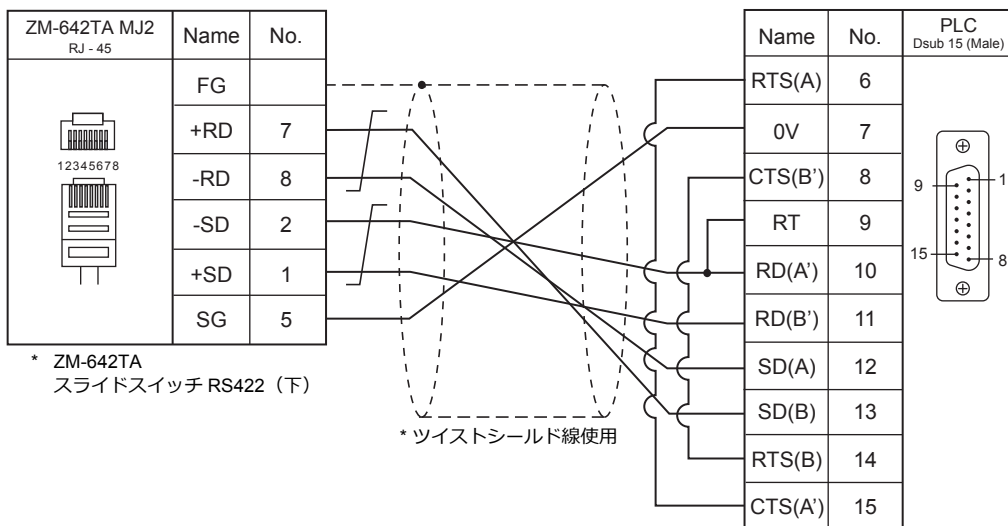 ZM-642TA MJ2
RJ - 45
Name No.
FG
+RD 7
-RD 8
-SD 2
+SD 1
SG 5
12345678
* ZM-642TA
スライドスイッチ RS422（下）
* ツイストシールド線使用
Name No.
PLC
Dsub 15 (Male)
RTS(A) 6
0V 7
CTS(B’) 8
RT 9
RD(A’) 10
RD(B’) 11
SD(A) 12
SD(B) 13
RTS(B) 14
CTS(A’) 15
9 1
15 8